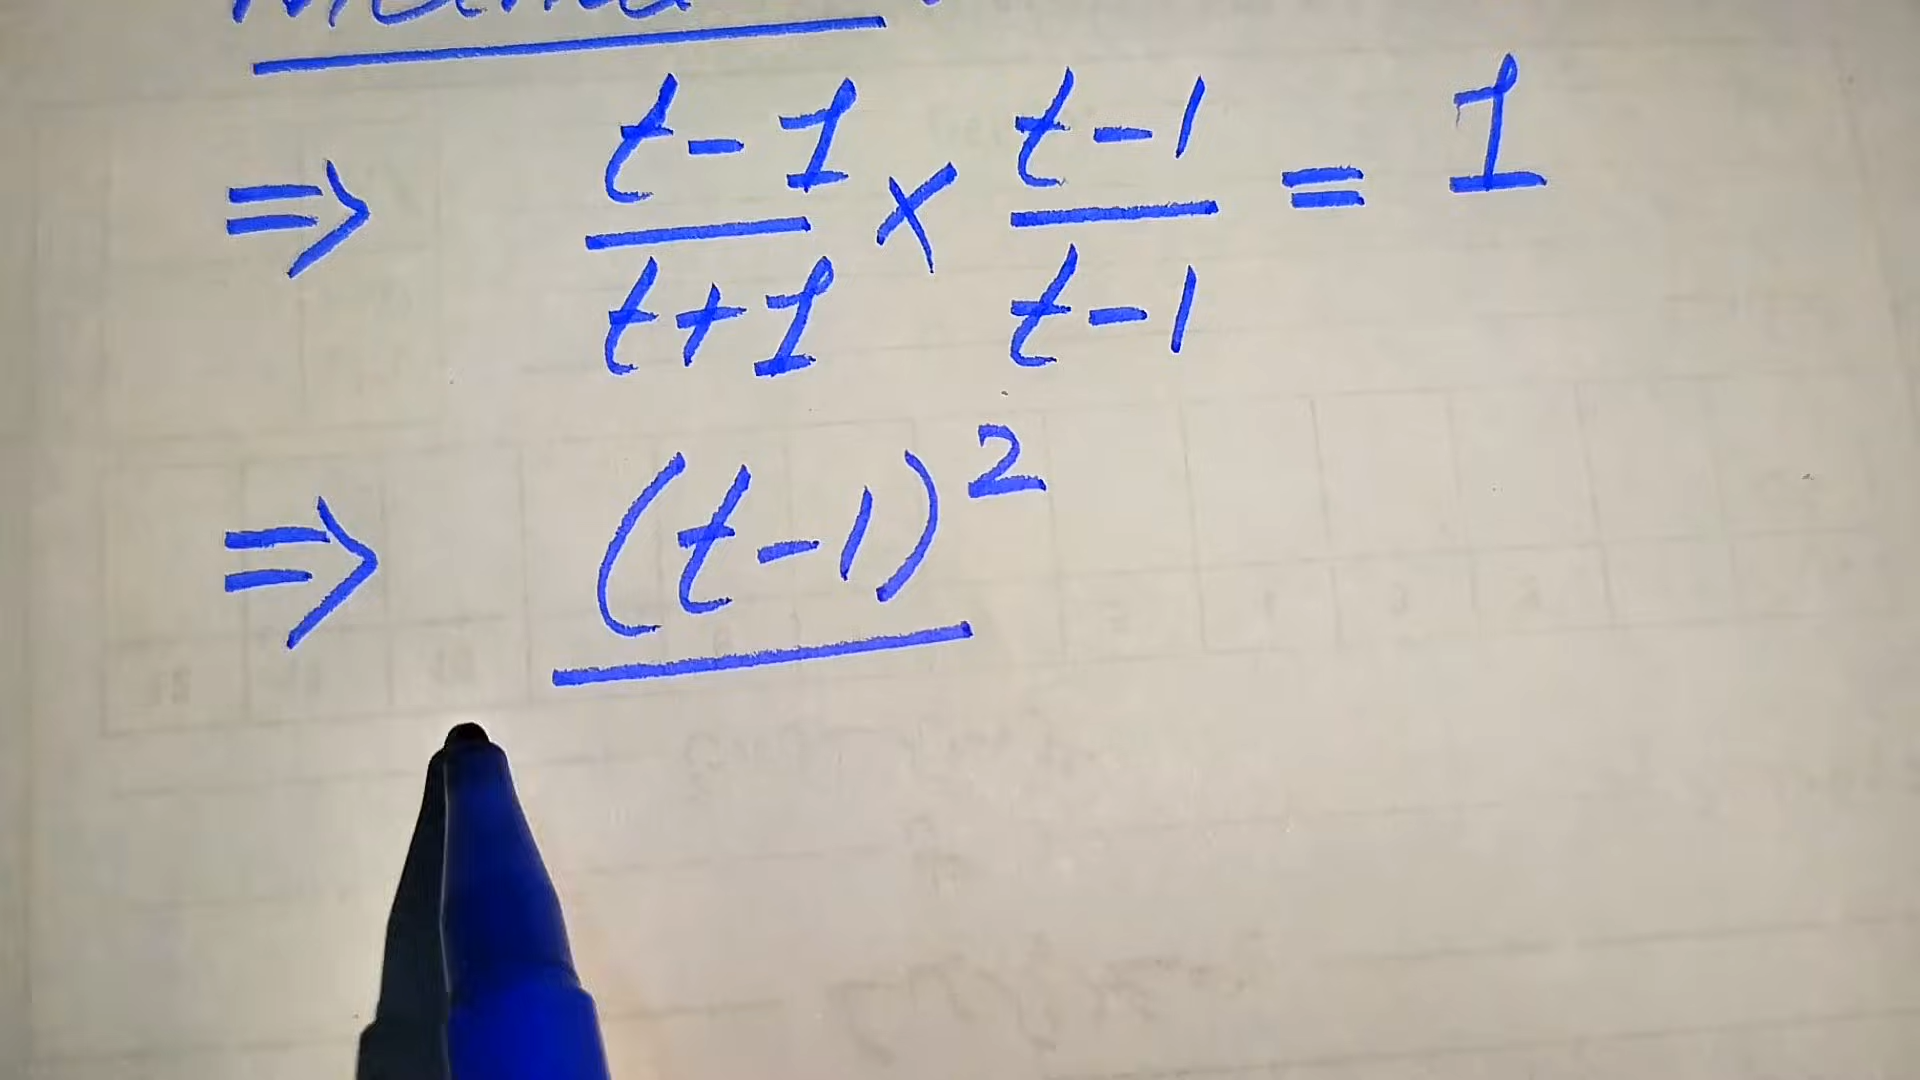 ⇒ t-1/t+1 × t-1/t-1 = 1
⇒ (t-1)²